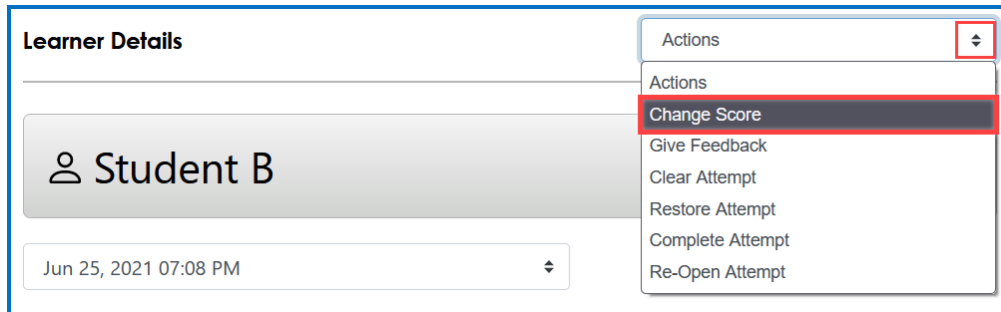 Learner Details
Actions
Actions
Change Score
Give Feedback
Clear Attempt
Restore Attempt
Complete Attempt
Re-Open Attempt
Student B
Jun 25, 2021 07:08 PM